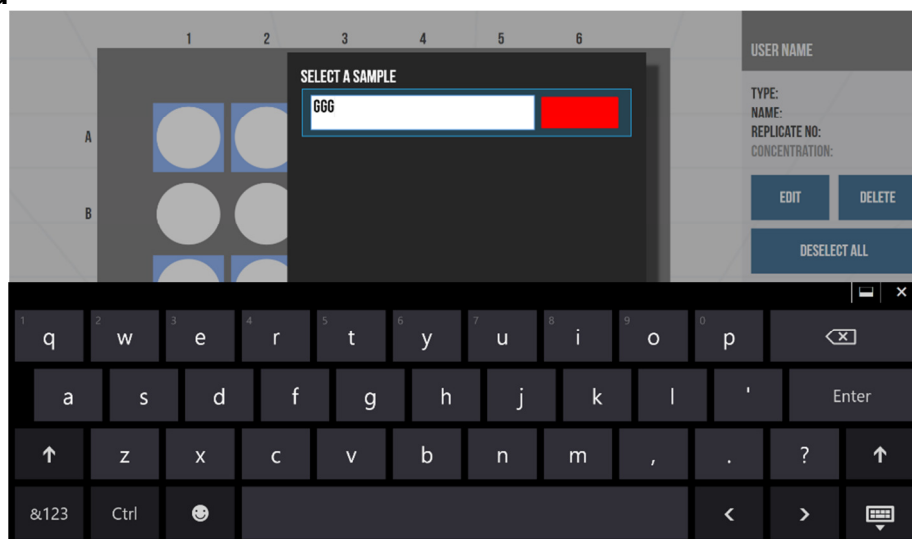 1 2 3 4 5 6
A
B
SELECT A SAMPLE
GGG
USER NAME
TYPE:
NAME:
REPLICATE NO:
CONCENTRATION:
EDIT DELETE
DESELECT ALL
1 2 3 4 5 6 7 8 9 0
q w e r t y u i o p
a s d f g h j k l ' Enter
z x c v b n m , . ?
&123 Ctrl < >